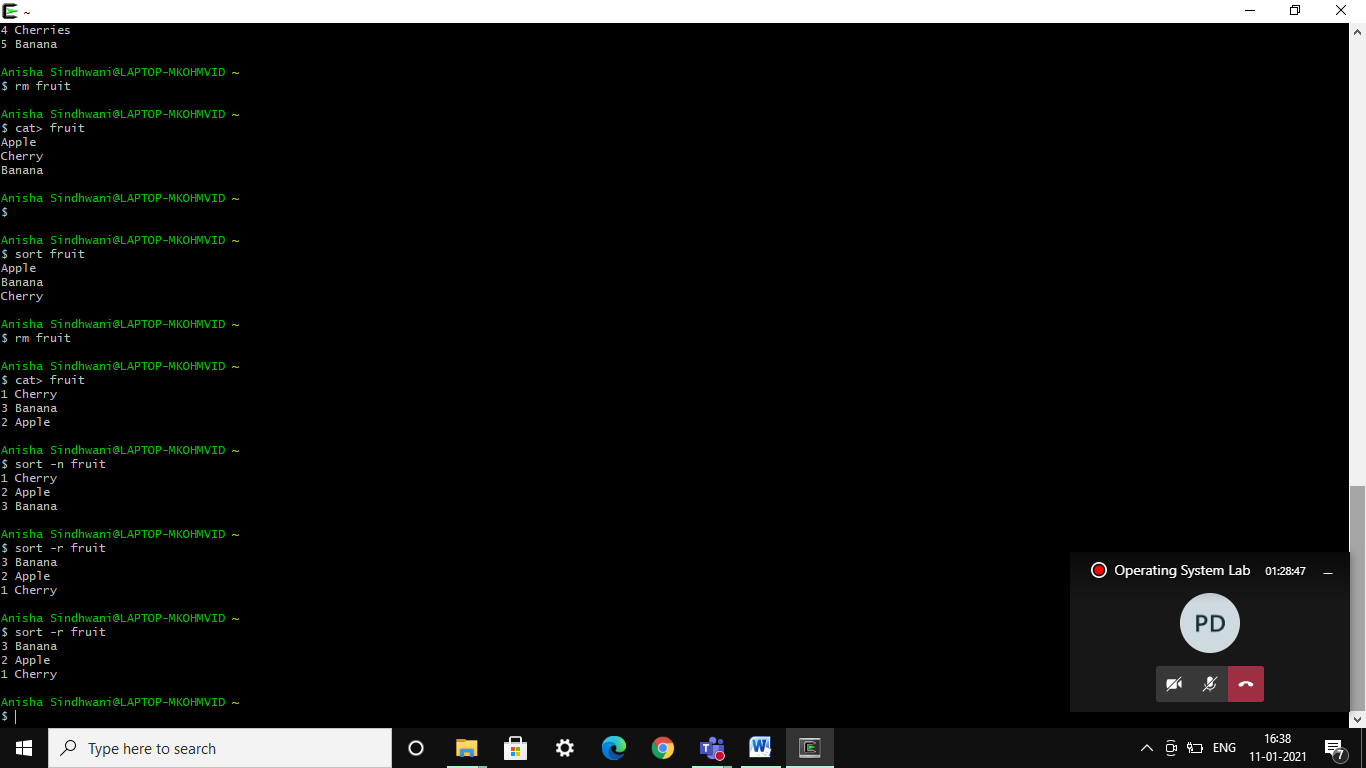 ~
4 Cherries
5 Banana
Anisha Sindhwani@LAPTOP-MKOHMVID ~
$ rm fruit
Anisha Sindhwani@LAPTOP-MKOHMVID ~
$ cat> fruit
Apple
Cherry
Banana
Anisha Sindhwani@LAPTOP-MKOHMVID ~
$
Anisha Sindhwani@LAPTOP-MKOHMVID ~
$ sort fruit
Apple
Banana
Cherry
Anisha Sindhwani@LAPTOP-MKOHMVID ~
$ rm fruit
Anisha Sindhwani@LAPTOP-MKOHMVID ~
$ cat> fruit
1 Cherry
3 Banana
2 Apple
Anisha Sindhwani@LAPTOP-MKOHMVID ~
$ sort -n fruit
1 Cherry
2 Apple
3 Banana
Anisha Sindhwani@LAPTOP-MKOHMVID ~
$ sort -r fruit
3 Banana
2 Apple
1 Cherry
Anisha Sindhwani@LAPTOP-MKOHMVID ~
$ sort -r fruit
3 Banana
2 Apple
1 Cherry
Anisha Sindhwani@LAPTOP-MKOHMVID ~
$
Operating System Lab 01:28:47
PD
Type here to search
ENG
16:38
11-01-2021
7